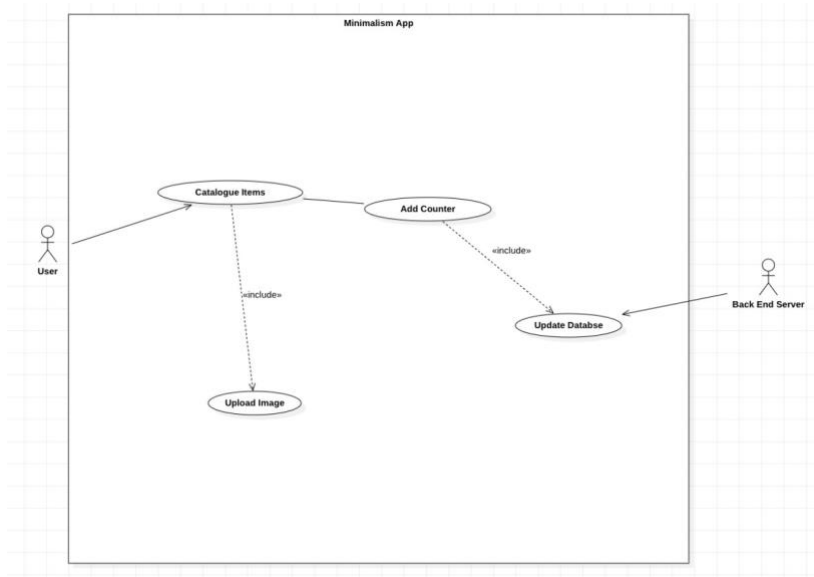 Minimalism App
Catalogue Items
Add Counter
«include»
User
Back End Server
«include»
Update Databse
Upload Image